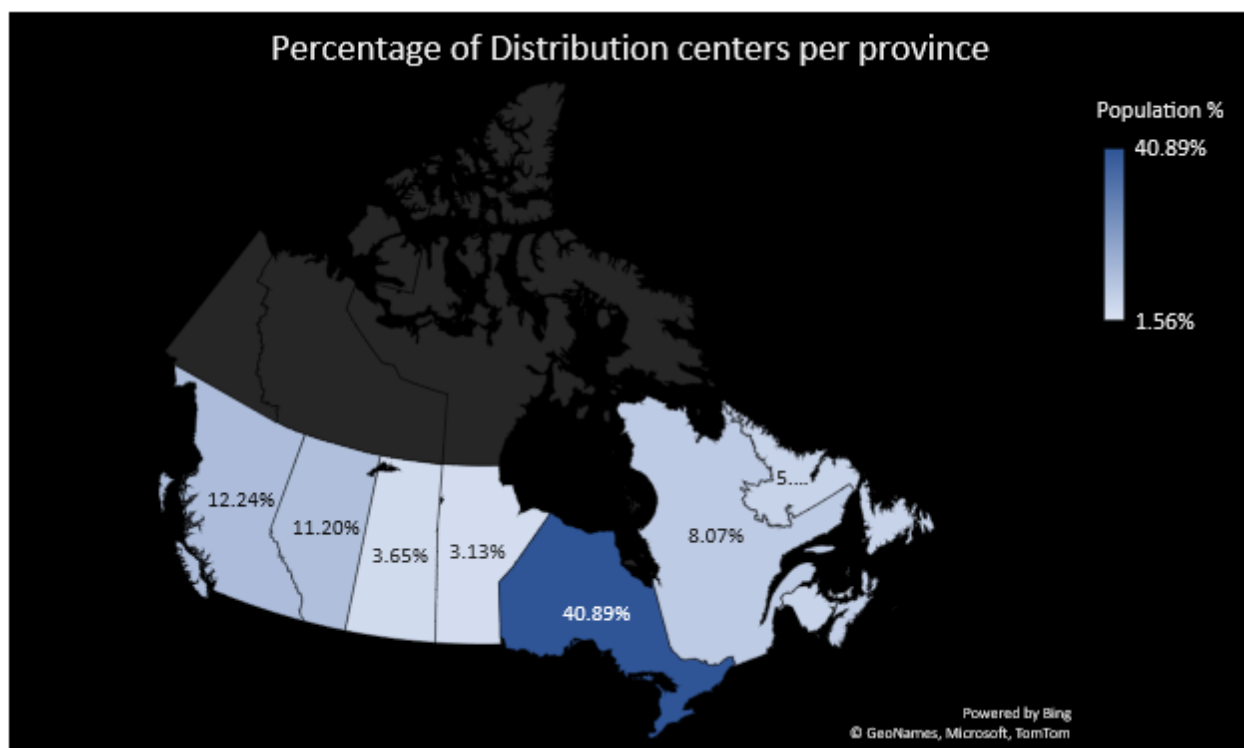 Percentage of Distribution centers per province
Population %
40.89%
1.56%
12.24%
11.20%
3.65%
3.13%
40.89%
8.07%
5....
Powered by Bing
© GeoNames, Microsoft, TomTom